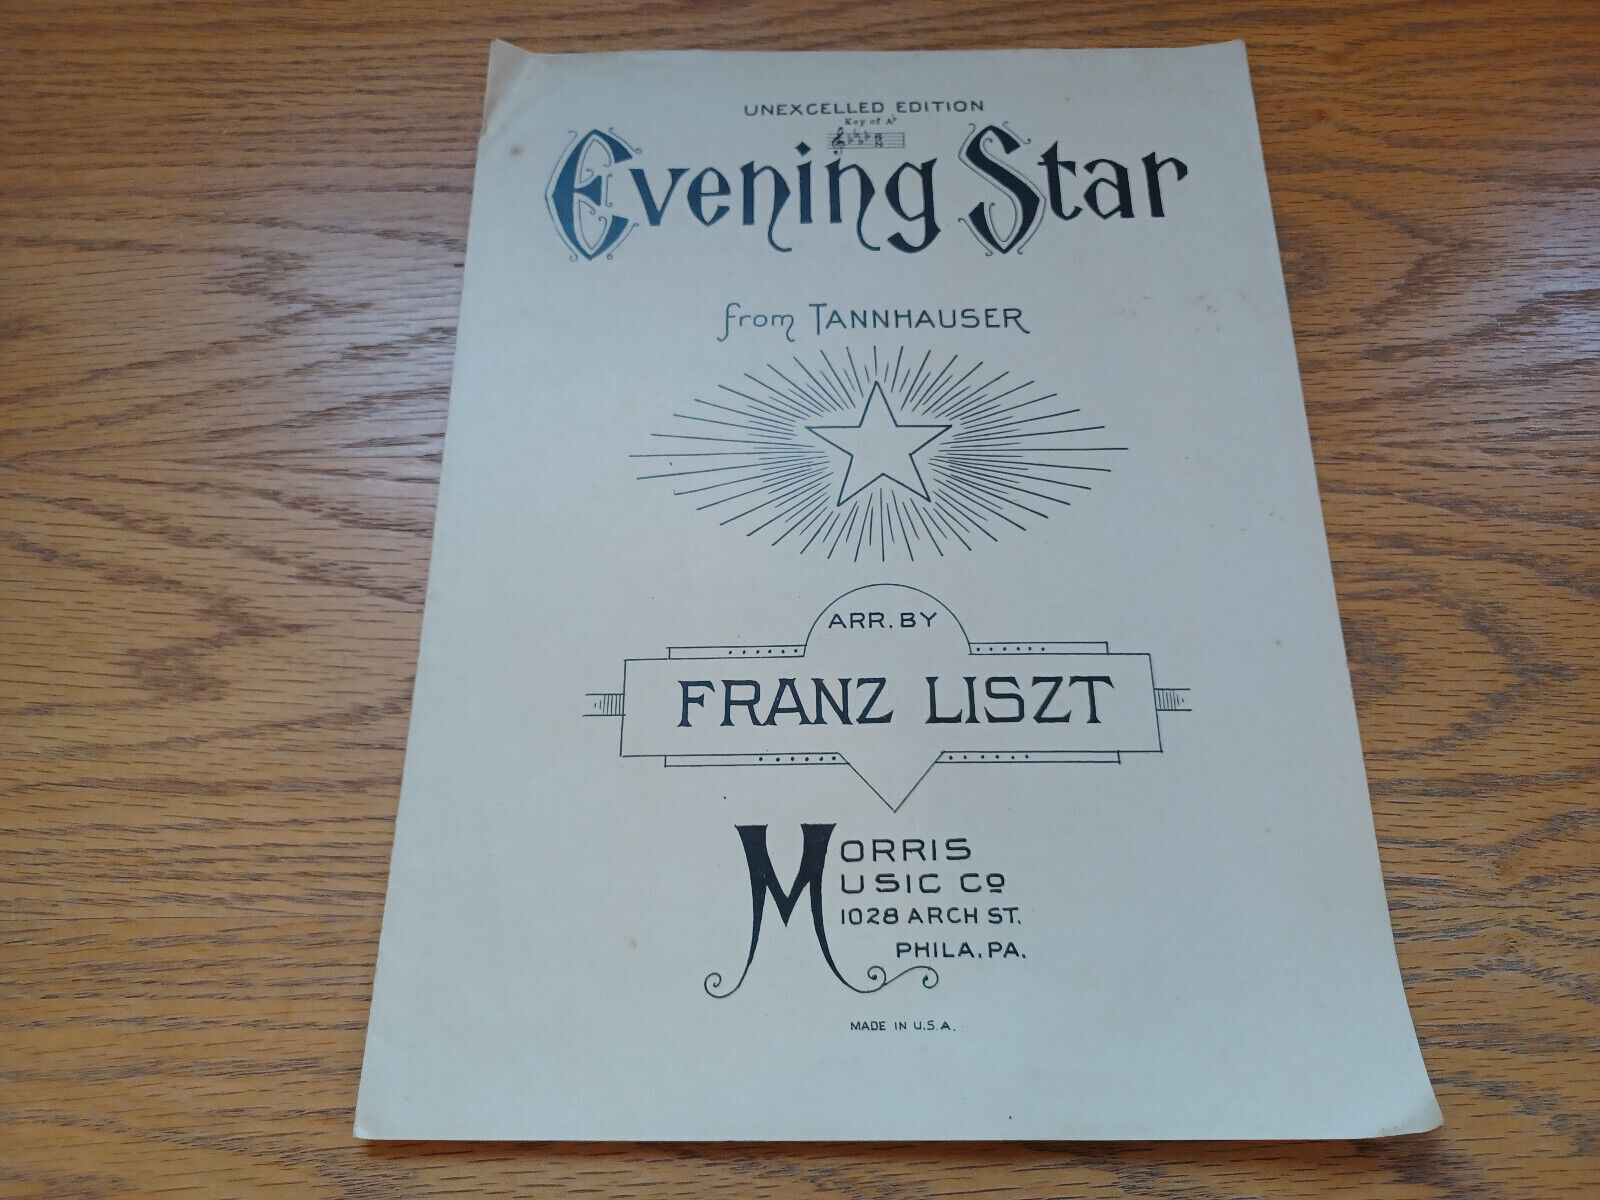 UNEXCELLED EDITION
Key of A♭
Evening Star
from TANNHAUSER
ARR. BY
FRANZ LISZT
MORRIS
MUSIC Co
1028 ARCH ST.
PHILA. PA.
MADE IN U.S.A.